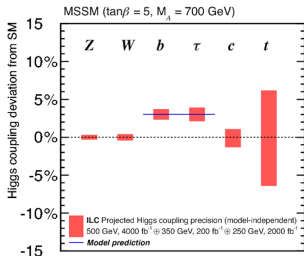 MSSM (tanβ = 5, M_A = 700 GeV)
Higgs coupling deviation from SM
Z W b τ c t
15
10%
5%
0%
-5%
-10%
-15
ILC Projected Higgs coupling precision (model-independent)
500 GeV, 4000 fb⁻¹ ⊕ 350 GeV, 200 fb⁻¹ ⊕ 250 GeV, 2000 fb⁻¹
Model prediction